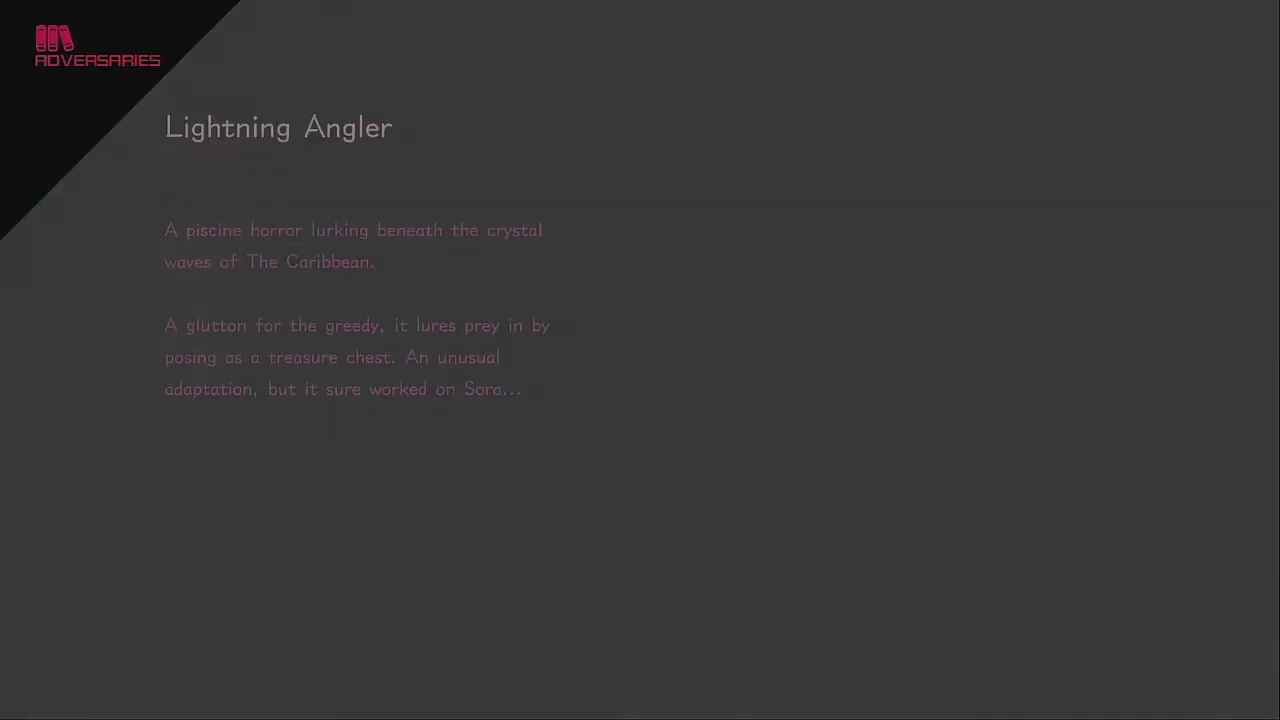 ADVERSARIES
Lightning Angler
A piscine horror lurking beneath the crystal
waves of The Caribbean.
A glutton for the greedy, it lures prey in by
posing as a treasure chest. An unusual
adaptation, but it sure worked on Sora...